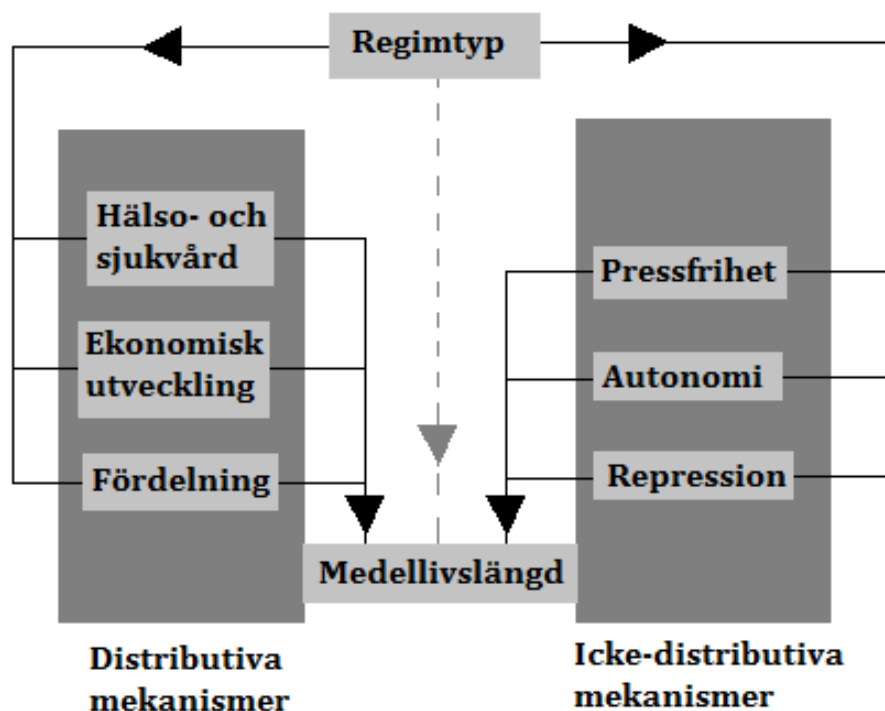 Regimtyp
Hälso- och
sjukvård
Ekonomisk
utveckling
Fördelning
Pressfrihet
Autonomi
Repression
Medellivslängd
Distributiva
mekanismer
Icke-distributiva
mekanismer